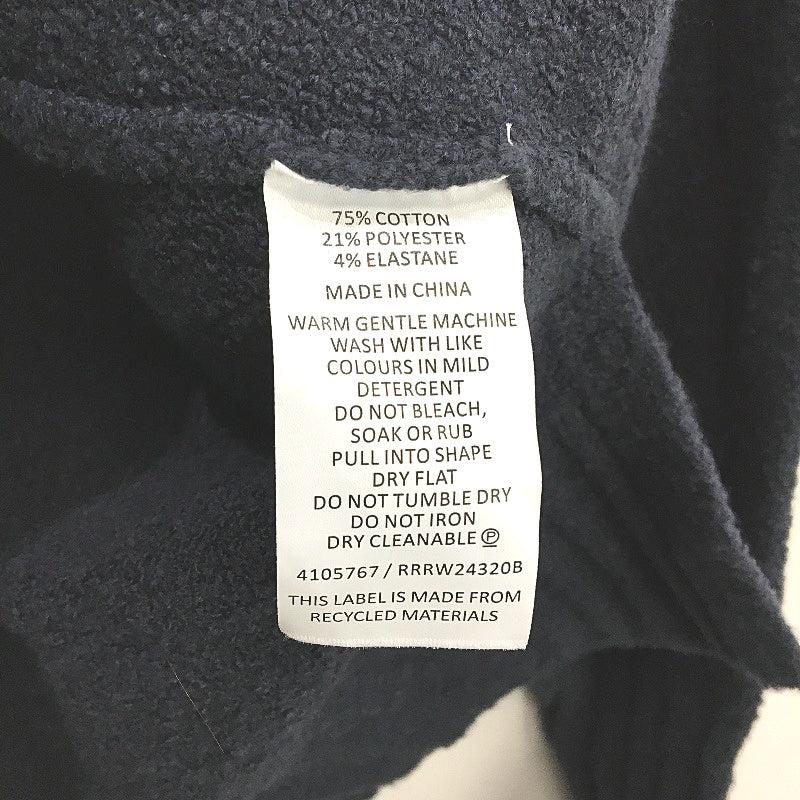 75% COTTON
21% POLYESTER
4% ELASTANE
MADE IN CHINA
WARM GENTLE MACHINE
WASH WITH LIKE
COLOURS IN MILD
DETERGENT
DO NOT BLEACH,
SOAK OR RUB
PULL INTO SHAPE
DRY FLAT
DO NOT TUMBLE DRY
DO NOT IRON
DRY CLEANABLE Ⓟ
4105767 / RRRW24320B
THIS LABEL IS MADE FROM
RECYCLED MATERIALS